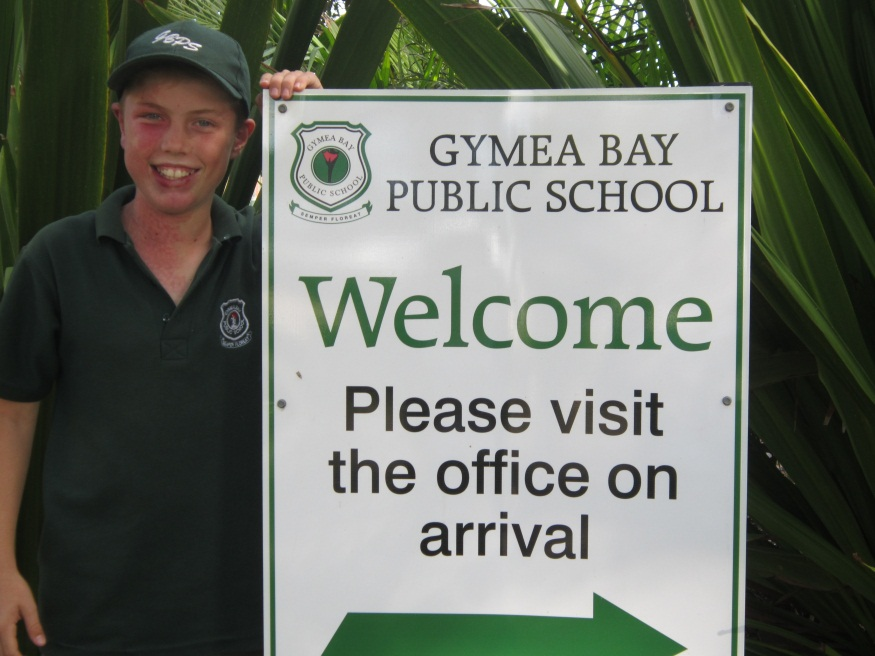 GBPS
GYMEA BAY
PUBLIC SCHOOL
SEMPER FLOREAT
GYMEA BAY
PUBLIC SCHOOL
Welcome
Please visit
the office on
arrival